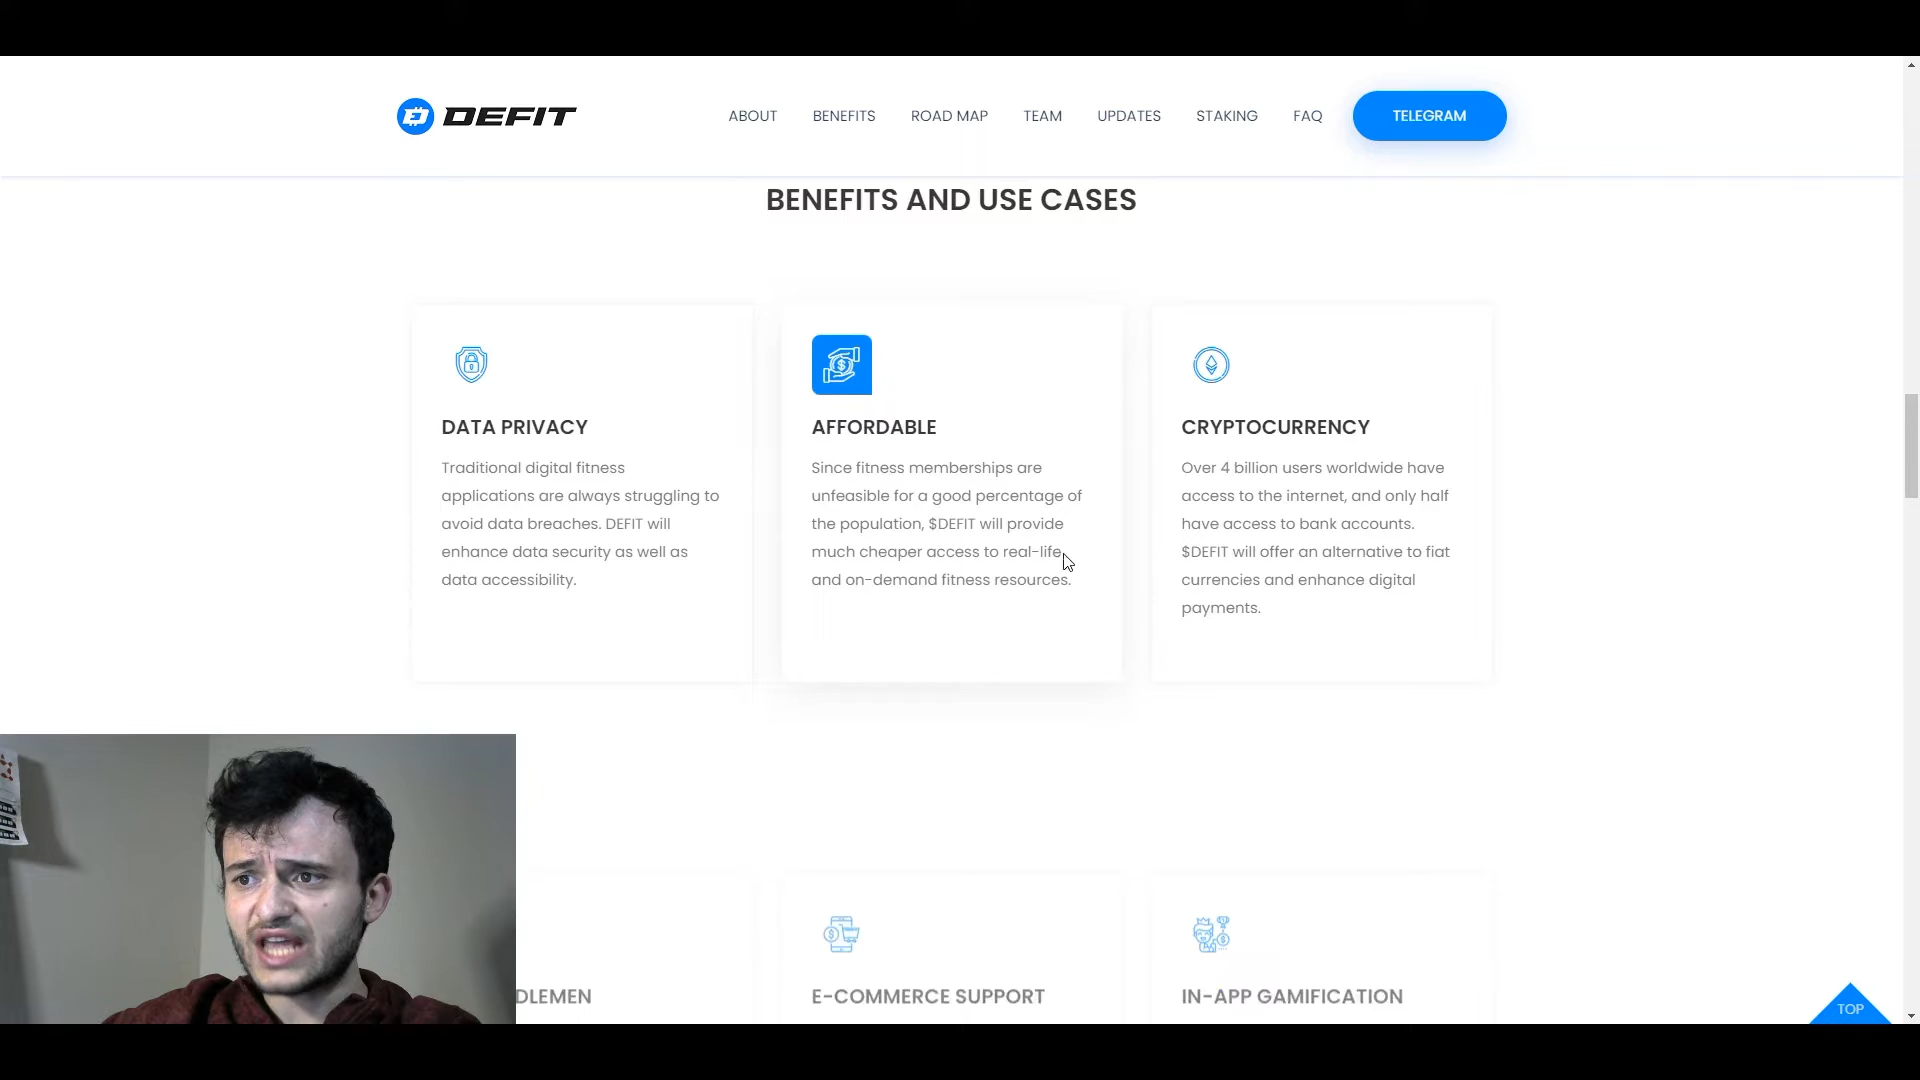 DEFIT
ABOUT BENEFITS ROAD MAP TEAM UPDATES STAKING FAQ TELEGRAM
BENEFITS AND USE CASES
DATA PRIVACY
Traditional digital fitness
applications are always struggling to
avoid data breaches. DEFIT will
enhance data security as well as
data accessibility.
AFFORDABLE
Since fitness memberships are
unfeasible for a good percentage of
the population, $DEFIT will provide
much cheaper access to real-life
and on-demand fitness resources.
CRYPTOCURRENCY
Over 4 billion users worldwide have
access to the internet, and only half
have access to bank accounts.
$DEFIT will offer an alternative to fiat
currencies and enhance digital
payments.
DLEMEN
E-COMMERCE SUPPORT
IN-APP GAMIFICATION
TOP